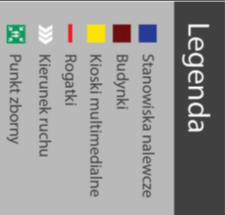 Legenda
Stanowiska nalewcze
Budynki
Kioski multimedialne
Rogatki
Kierunek ruchu
Punkt zborny